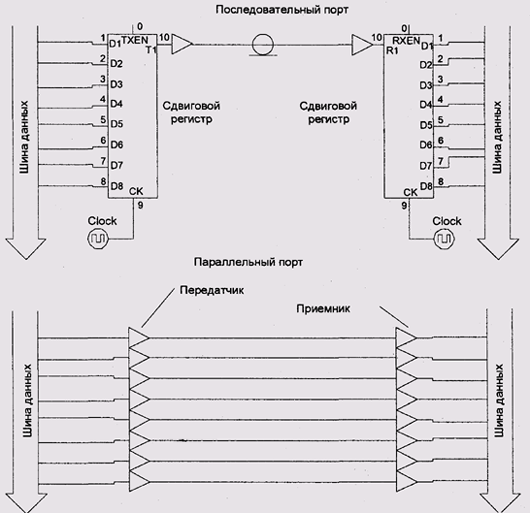 Последовательный порт
0
TXEN
T1
10
1 D1
2 D2
3 D3
4 D4
5 D5
6 D6
7 D7
8 D8
CK
9
Clock
Сдвиговой
регистр
Шина данных
0
10
RXEN
R1
D1 1
D2 2
D3 3
D4 4
D5 5
D6 6
D7 7
D8 8
CK
9
Clock
Сдвиговой
регистр
Шина данных
Параллельный порт
Передатчик
Приемник
Шина данных
Шина данных